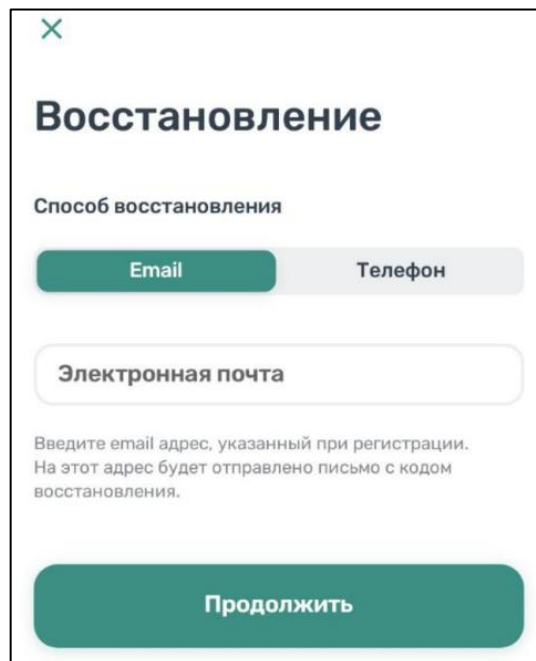 Восстановление
Способ восстановления
Email Телефон
Электронная почта
Введите email адрес, указанный при регистрации.
На этот адрес будет отправлено письмо с кодом
восстановления.
Продолжить